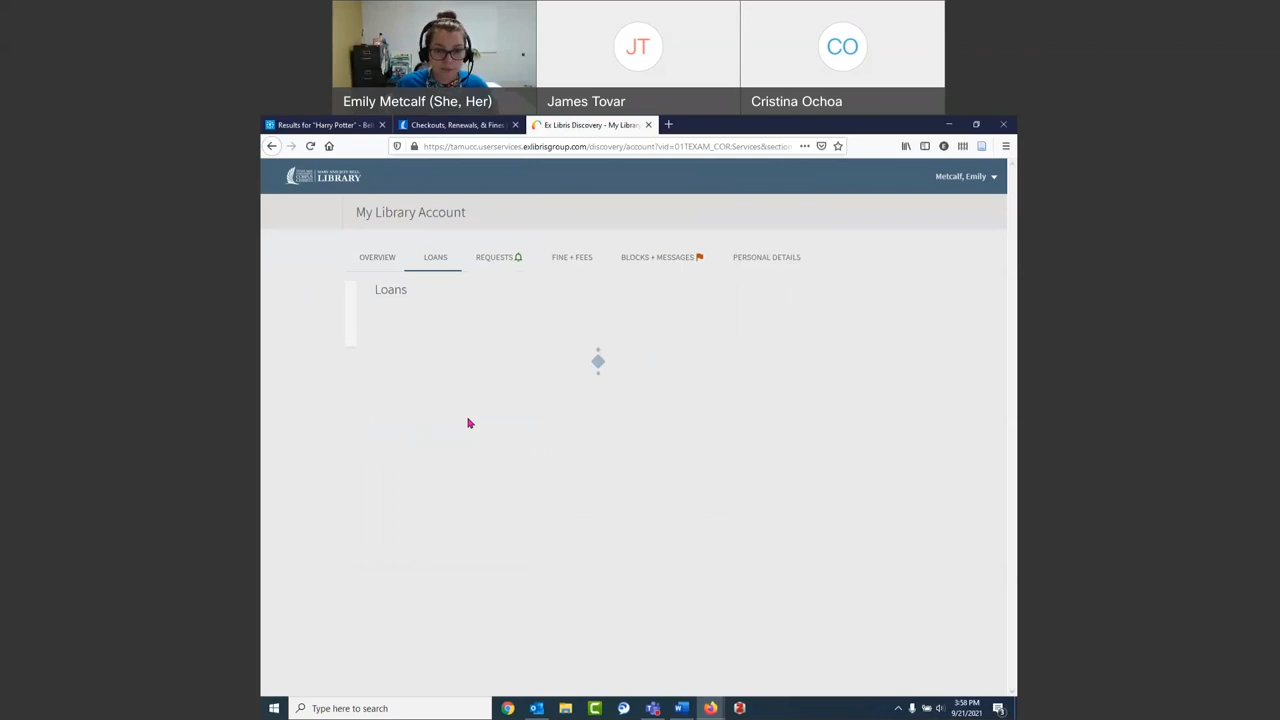 JT
CO
Emily Metcalf (She, Her)
James Tovar
Cristina Ochoa
Results for "Harry Potter" - Bel
Checkouts, Renewals, & Fines
Ex Libris Discovery - My Library
https://tamucc.userservices.exlibrisgroup.com/discovery/account?vid=01TEXAM_COR:Services&section
LIBRARY
Metcalf, Emily
My Library Account
OVERVIEW
LOANS
REQUESTS
FINE + FEES
BLOCKS + MESSAGES
PERSONAL DETAILS
Loans
Type here to search
3:58 PM
9/21/2021